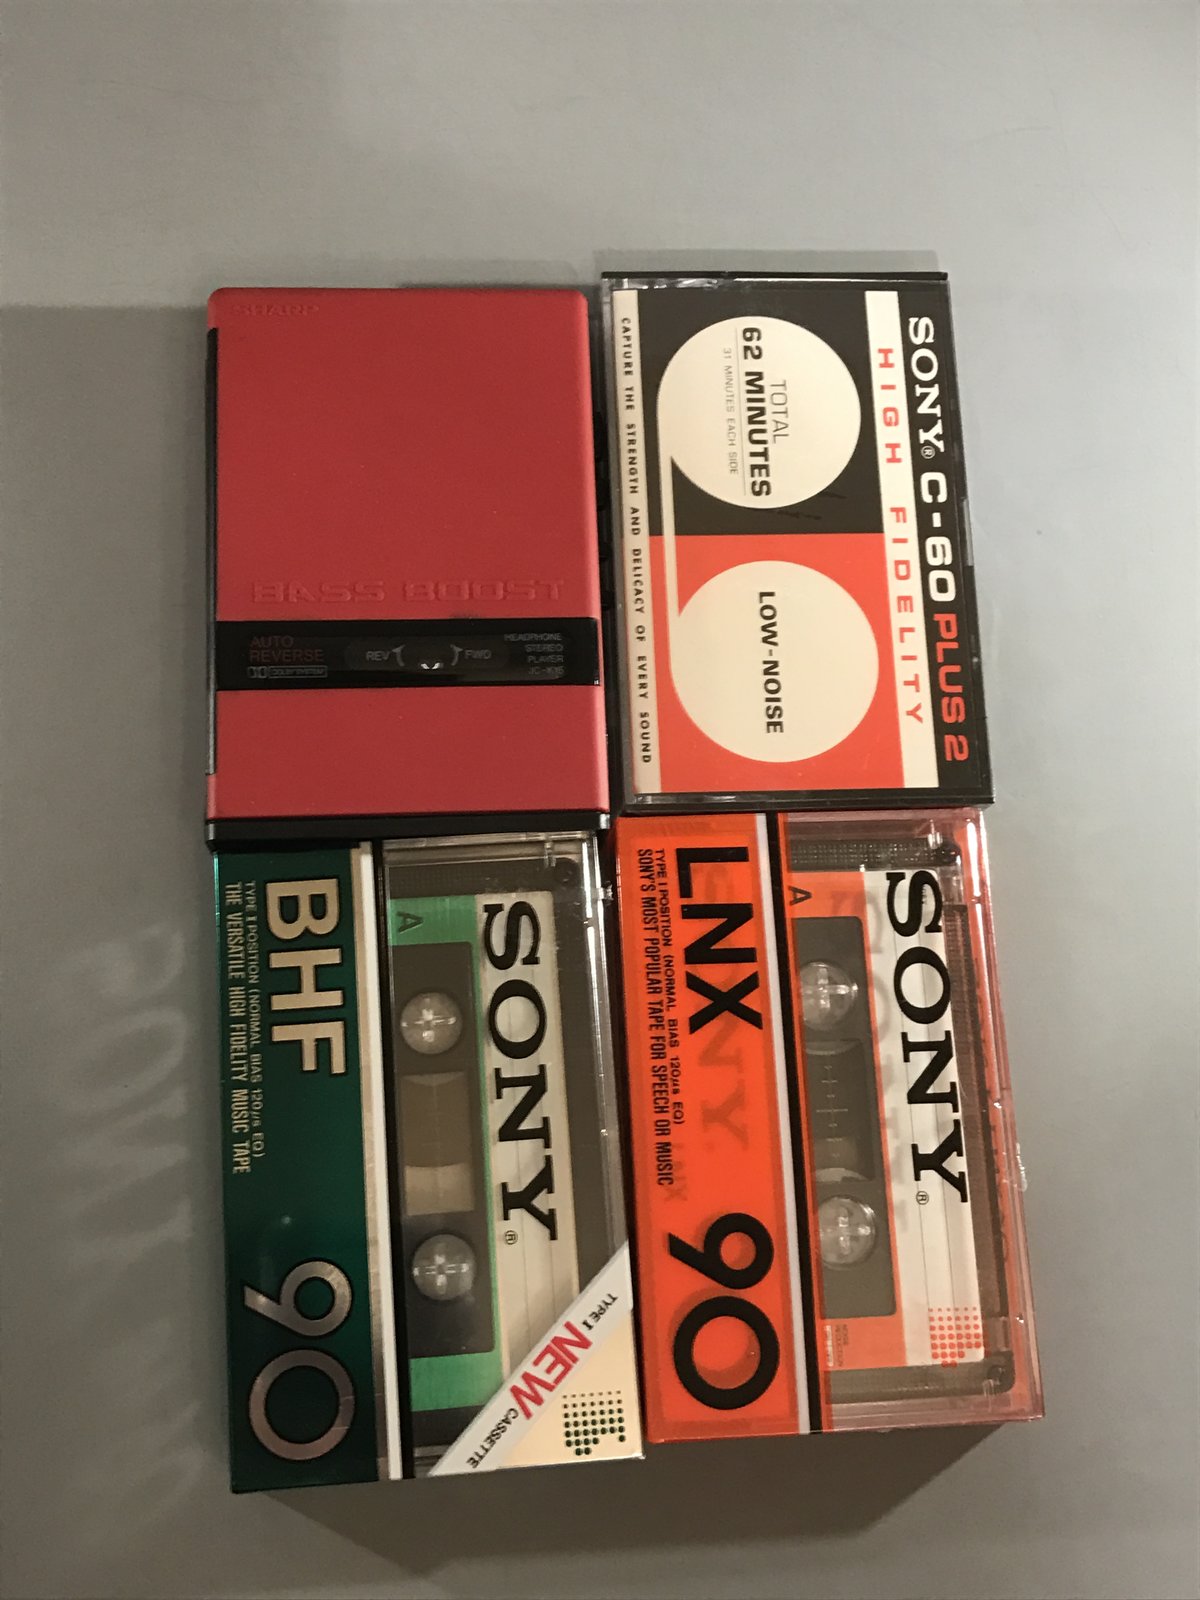 SHARP
BASS BOOST
AUTO
REVERSE
DOLBY SYSTEM
REV
FWD
HEADPHONE
STEREO
PLAYER
SONY® C-60 PLUS 2
HIGH FIDELITY
TOTAL
62 MINUTES
31 MINUTES EACH SIDE
LOW-NOISE
CAPTURE THE STRENGTH AND DELICACY OF EVERY SOUND
SONY®
A
BHF 90
TYPE I POSITION (NORMAL BIAS 120μs EQ)
THE VERSATILE HIGH FIDELITY MUSIC TAPE
TYPE I NEW CASSETTE
SONY®
A
LNX 90
TYPE I POSITION (NORMAL BIAS 120μs EQ)
SONY'S MOST POPULAR TAPE FOR SPEECH OR MUSIC